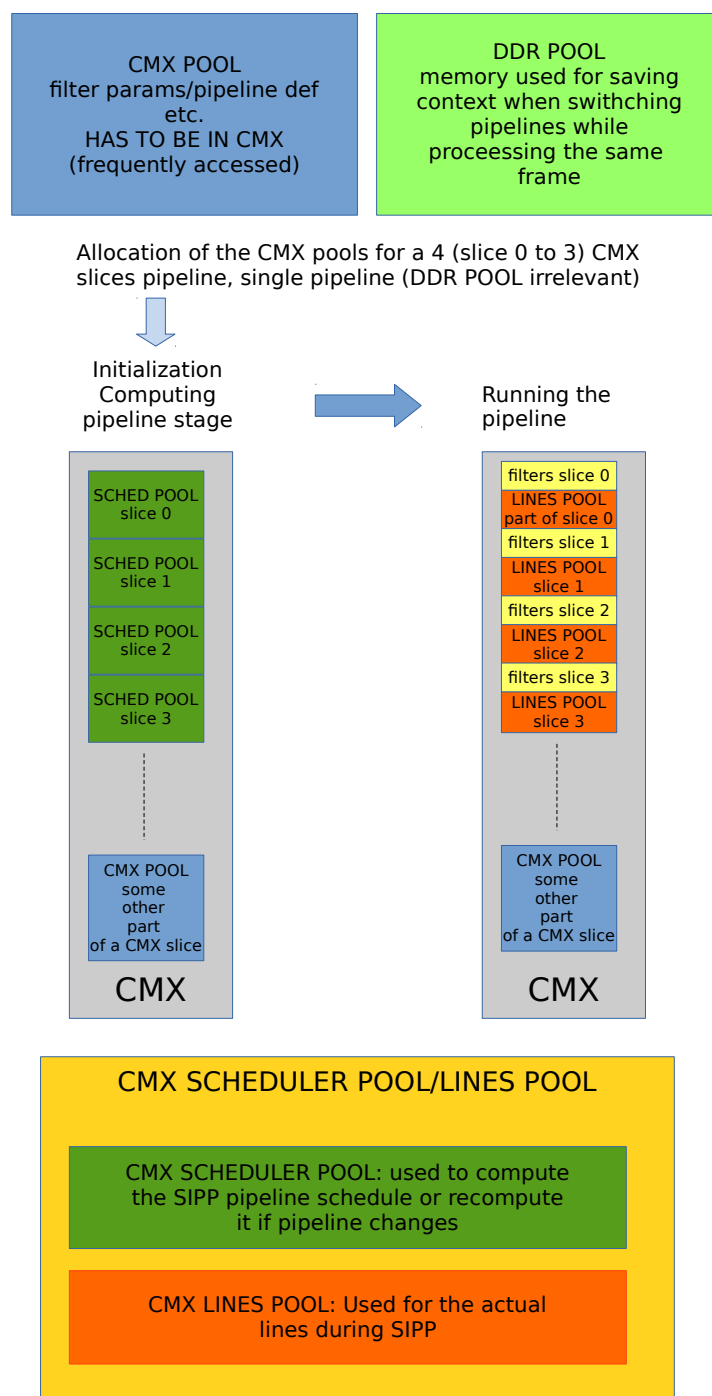 CMX POOL
filter params/pipeline def
etc.
HAS TO BE IN CMX
(frequently accessed)
DDR POOL
memory used for saving
context when swithching
pipelines while
proceessing the same
frame
Allocation of the CMX pools for a 4 (slice 0 to 3) CMX
slices pipeline, single pipeline (DDR POOL irrelevant)
Initialization
Computing
pipeline stage
Running the
pipeline
SCHED POOL
slice 0
SCHED POOL
slice 1
SCHED POOL
slice 2
SCHED POOL
slice 3
CMX POOL
some
other
part
of a CMX slice
CMX
filters slice 0
LINES POOL
part of slice 0
filters slice 1
LINES POOL
slice 1
filters slice 2
LINES POOL
slice 2
filters slice 3
LINES POOL
slice 3
CMX POOL
some
other
part
of a CMX slice
CMX
CMX SCHEDULER POOL/LINES POOL
CMX SCHEDULER POOL: used to compute
the SIPP pipeline schedule or recompute
it if pipeline changes
CMX LINES POOL: Used for the actual
lines during SIPP